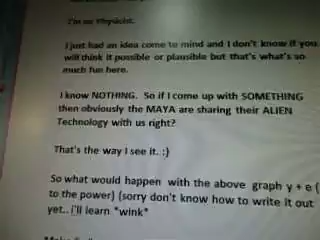 I'm no Physicist.
I just had an idea come to mind and I don't know if you
will think it possible or plausible but that's what's so
much fun here.
I know NOTHING. So if I come up with SOMETHING
then obviously the MAYA are sharing their ALIEN
Technology with us right?
That's the way I see it. :)
So what would happen with the above graph y + e (
to the power) (sorry don't know how to write it out
yet.. i'll learn *wink*